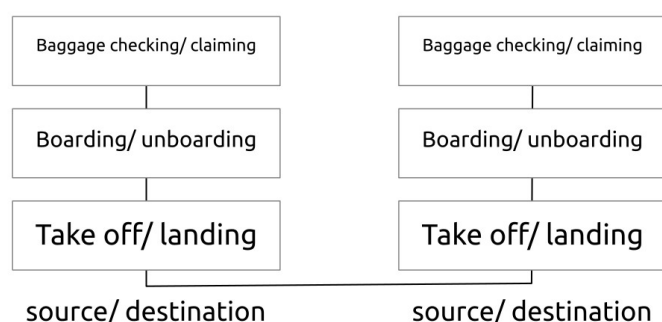 Baggage checking/ claiming
Boarding/ unboarding
Take off/ landing
source/ destination
Baggage checking/ claiming
Boarding/ unboarding
Take off/ landing
source/ destination